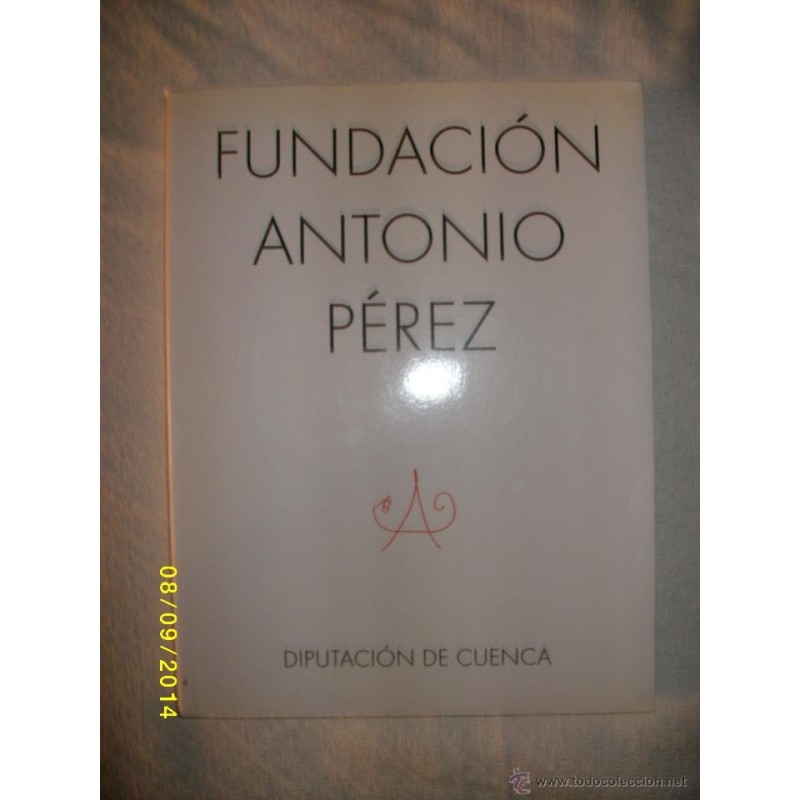 FUNDACIÓN
ANTONIO
PÉREZ
DIPUTACIÓN DE CUENCA
08/09/2014
www.todocoleccion.net